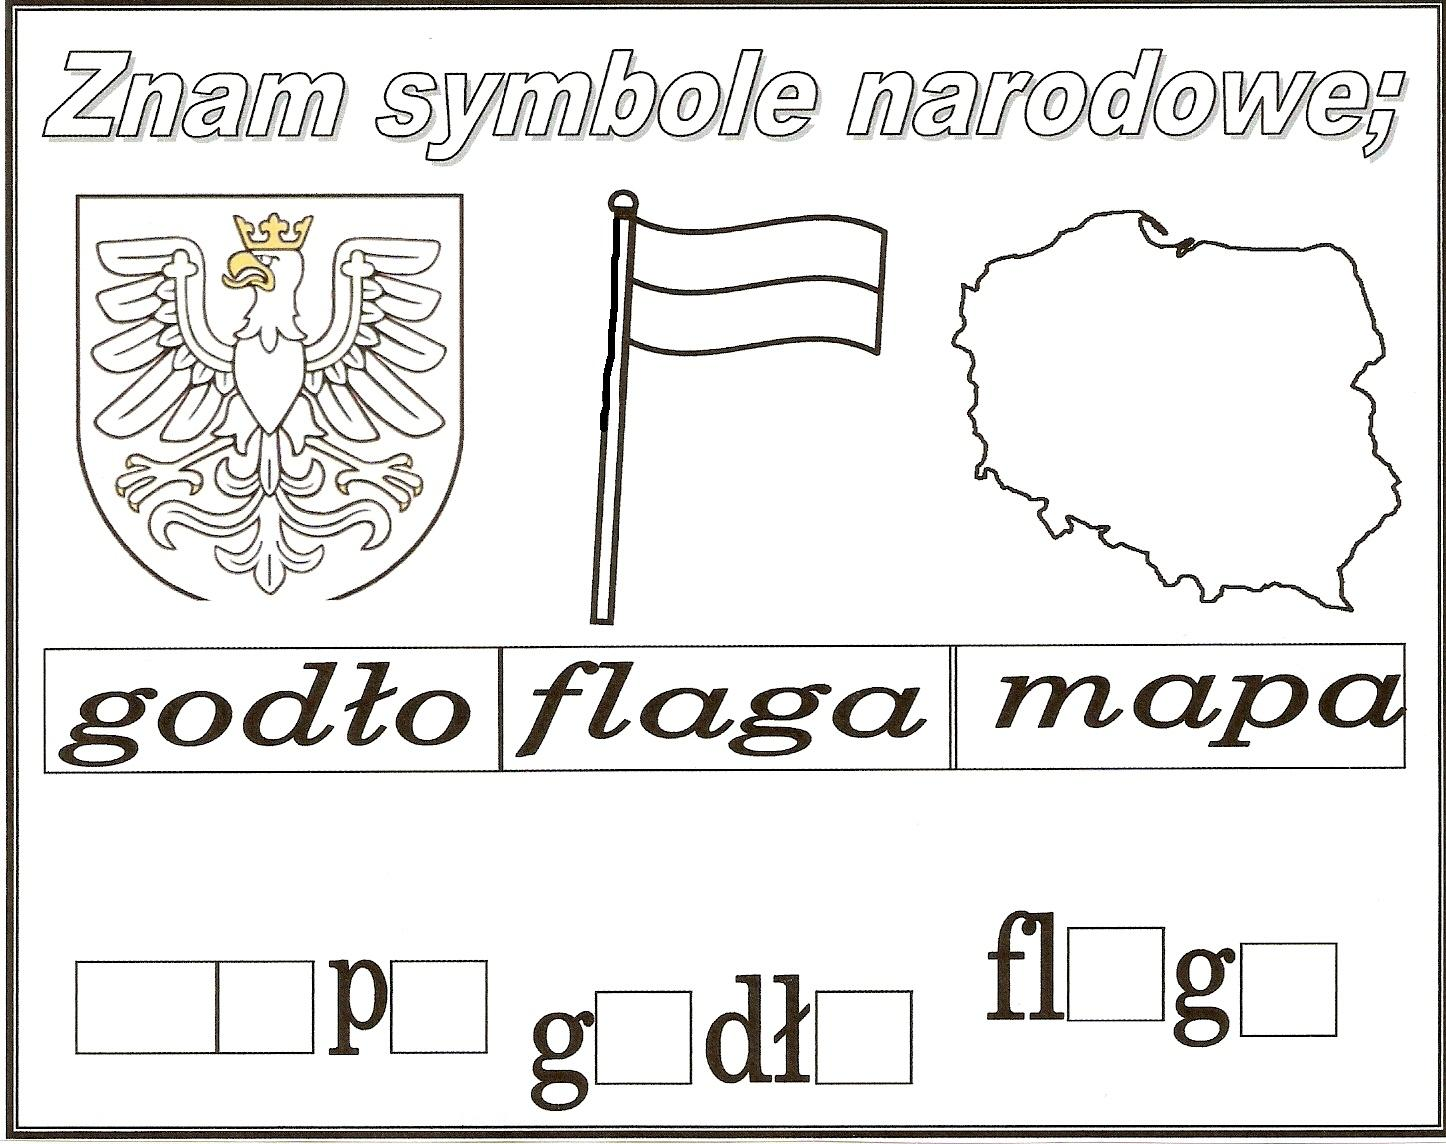 Znam symbole narodowe;
godło flaga mapa
p
g dł
fl g